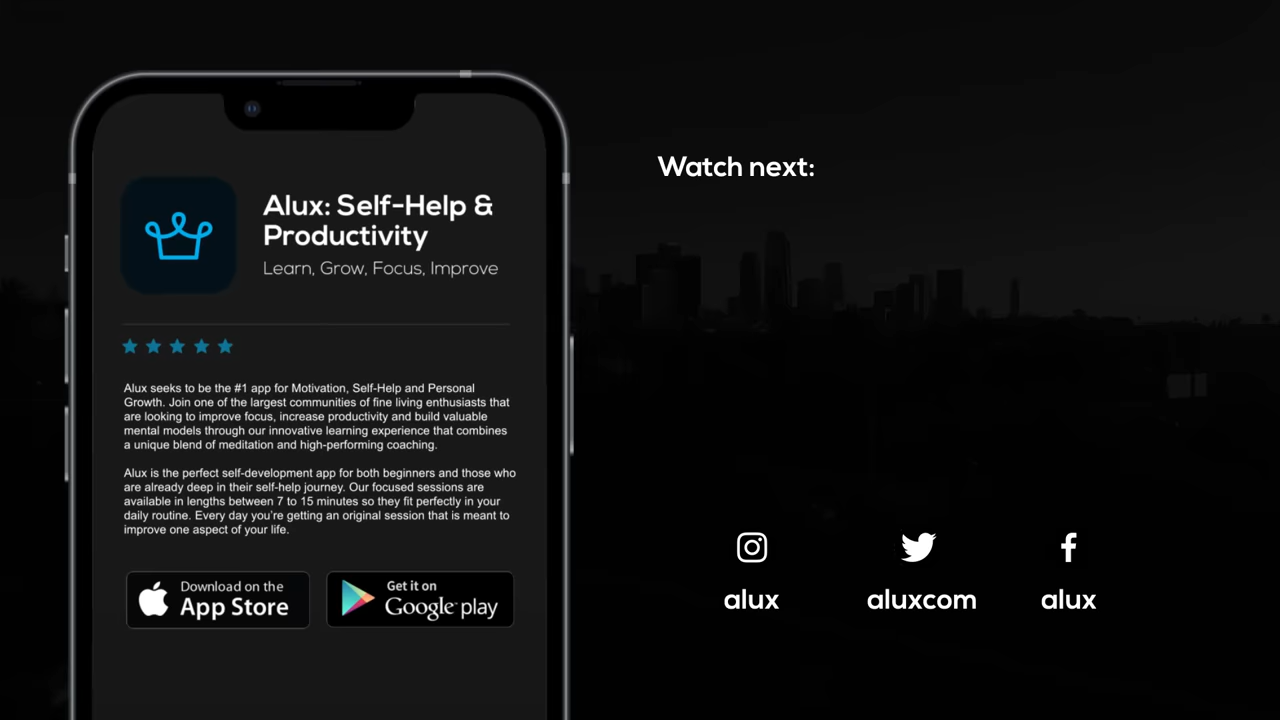 Alux: Self-Help &
Productivity
Learn, Grow, Focus, Improve
Alux seeks to be the #1 app for Motivation, Self-Help and Personal
Growth. Join one of the largest communities of fine living enthusiasts that
are looking to improve focus, increase productivity and build valuable
mental models through our innovative learning experience that combines
a unique blend of meditation and high-performing coaching.
Alux is the perfect self-development app for both beginners and those who
are already deep in their self-help journey. Our focused sessions are
available in lengths between 7 to 15 minutes so they fit perfectly in your
daily routine. Every day you're getting an original session that is meant to
improve one aspect of your life.
Download on the
App Store
Get it on
Google play
Watch next:
alux
aluxcom
alux